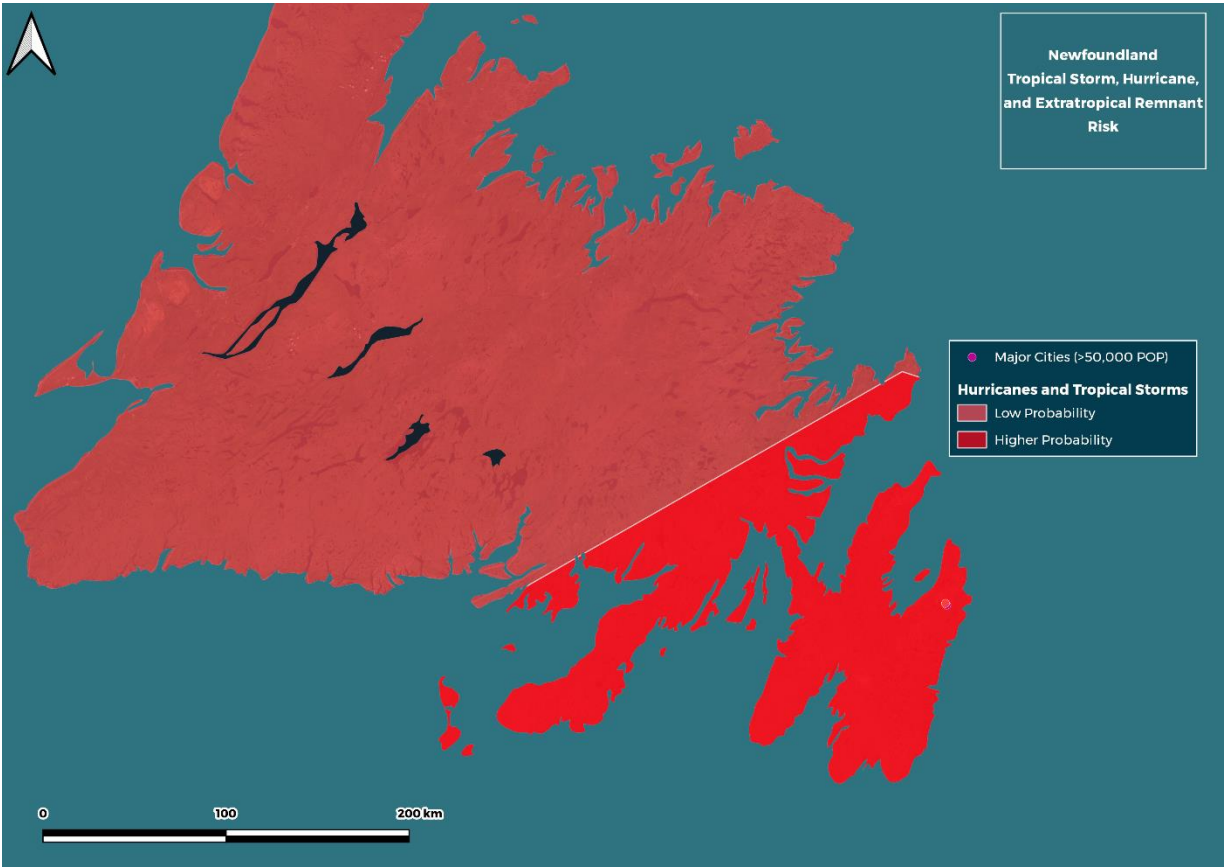 Newfoundland
Tropical Storm, Hurricane,
and Extratropical Remnant
Risk
Major Cities (>50,000 POP)
Hurricanes and Tropical Storms
Low Probability
Higher Probability
0 100 200 km